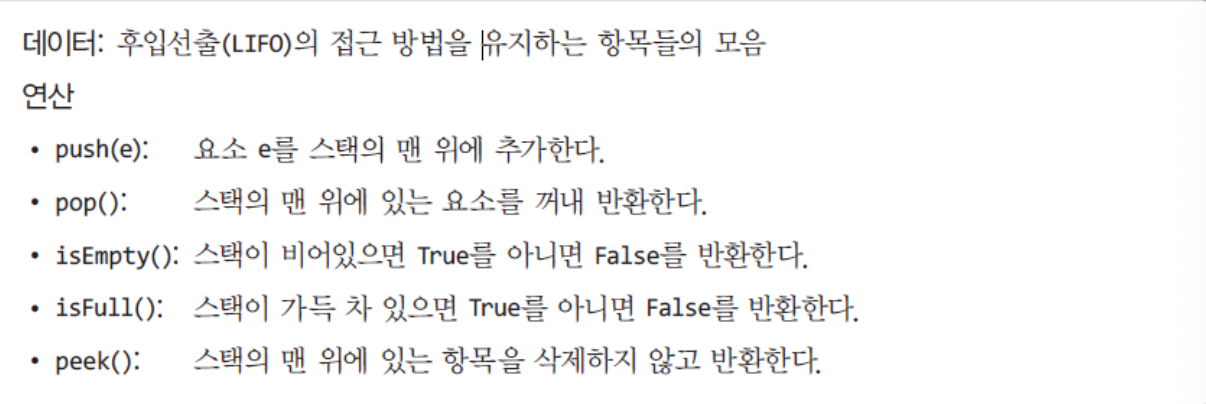 데이터: 후입선출(LIFO)의 접근 방법을 유지하는 항목들의 모음
연산
• push(e): 요소 e를 스택의 맨 위에 추가한다.
• pop(): 스택의 맨 위에 있는 요소를 꺼내 반환한다.
• isEmpty(): 스택이 비어있으면 True를 아니면 False를 반환한다.
• isFull(): 스택이 가득 차 있으면 True를 아니면 False를 반환한다.
• peek(): 스택의 맨 위에 있는 항목을 삭제하지 않고 반환한다.